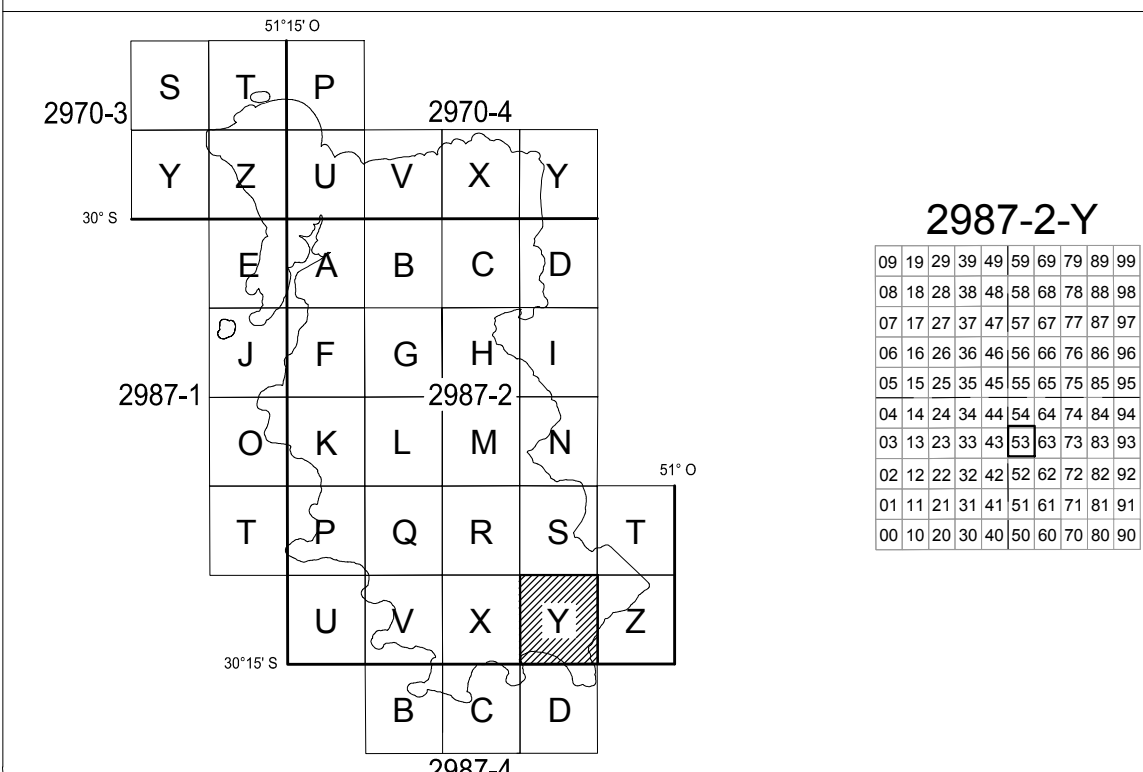 51°15' O
S T P
2970-3 2970-4
Y Z U V X Y
30° S
E A B C D
J F G H I
2987-1 2987-2
O K L M N
51° O
T P Q R S T
U V X Y Z
30°15' S
B C D
2987-4
2987-2-Y
09 19 29 39 49 59 69 79 89 99
08 18 28 38 48 58 68 78 88 98
07 17 27 37 47 57 67 77 87 97
06 16 26 36 46 56 66 76 86 96
05 15 25 35 45 55 65 75 85 95
04 14 24 34 44 54 64 74 84 94
03 13 23 33 43 53 63 73 83 93
02 12 22 32 42 52 62 72 82 92
01 11 21 31 41 51 61 71 81 91
00 10 20 30 40 50 60 70 80 90